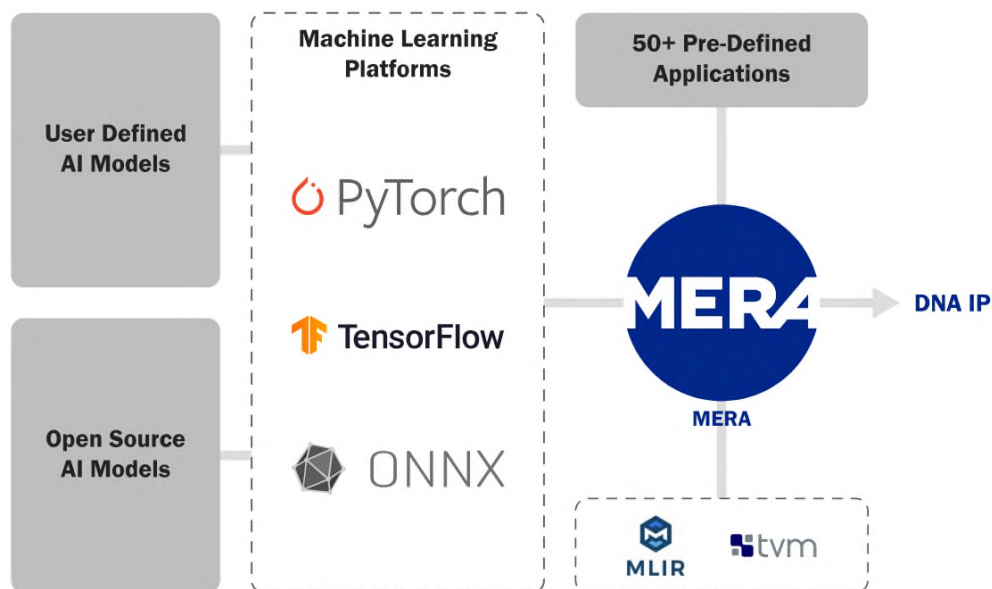 User Defined
AI Models
Open Source
AI Models
Machine Learning
Platforms
PyTorch
TensorFlow
ONNX
50+ Pre-Defined
Applications
MERA
MERA
DNA IP
MLIR
tvm